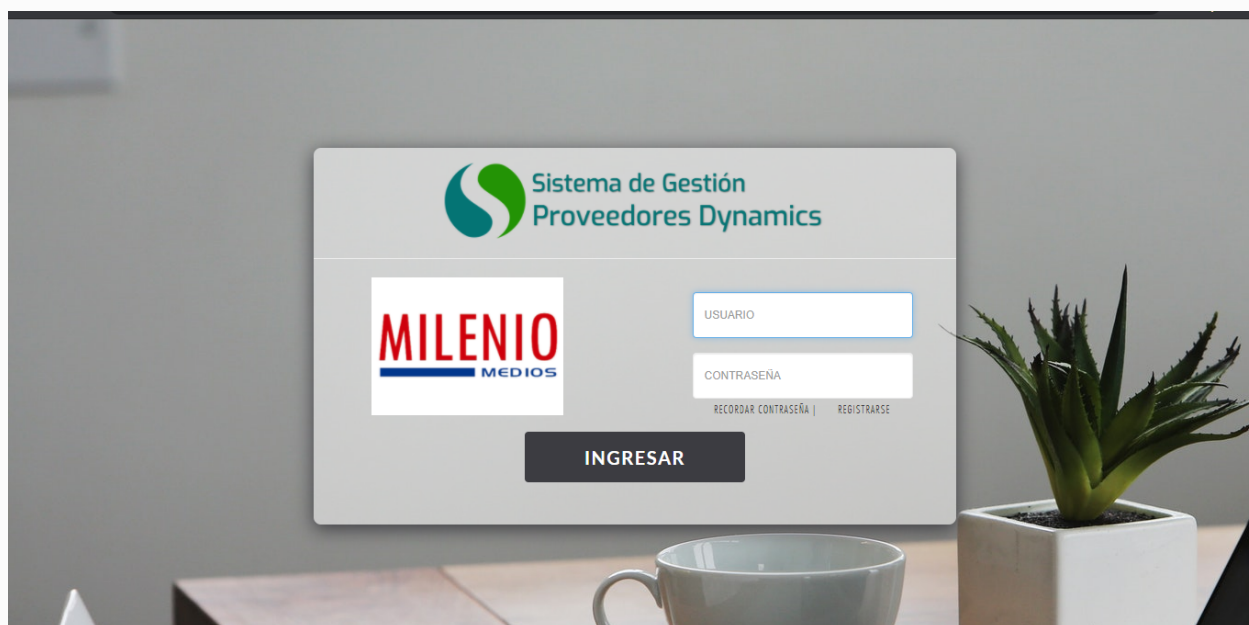 Sistema de Gestión
Proveedores Dynamics
MILENIO
MEDIOS
USUARIO
CONTRASEÑA
RECORDAR CONTRASEÑA |
REGISTRARSE
INGRESAR